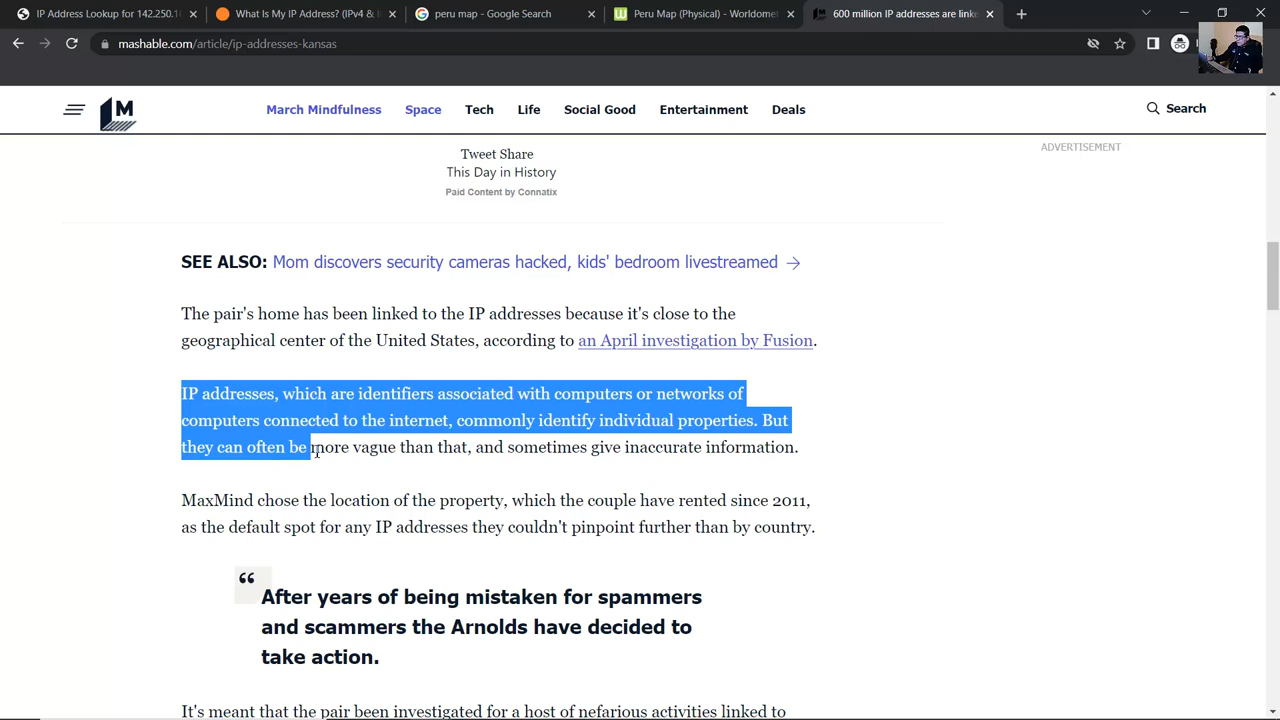 IP Address Lookup for 142.250.1
What Is My IP Address? (IPv4 & I
peru map - Google Search
Peru Map (Physical) - Worldomet
600 million IP addresses are linke
mashable.com/article/ip-addresses-kansas
M
March Mindfulness
Space
Tech
Life
Social Good
Entertainment
Deals
Search
Tweet Share
This Day in History
Paid Content by Connatix
ADVERTISEMENT
SEE ALSO: Mom discovers security cameras hacked, kids' bedroom livestreamed →
The pair's home has been linked to the IP addresses because it's close to the
geographical center of the United States, according to an April investigation by Fusion.
IP addresses, which are identifiers associated with computers or networks of
computers connected to the internet, commonly identify individual properties. But
they can often be more vague than that, and sometimes give inaccurate information.
MaxMind chose the location of the property, which the couple have rented since 2011,
as the default spot for any IP addresses they couldn't pinpoint further than by country.
“
After years of being mistaken for spammers
and scammers the Arnolds have decided to
take action.
It's meant that the pair been investigated for a host of nefarious activities linked to